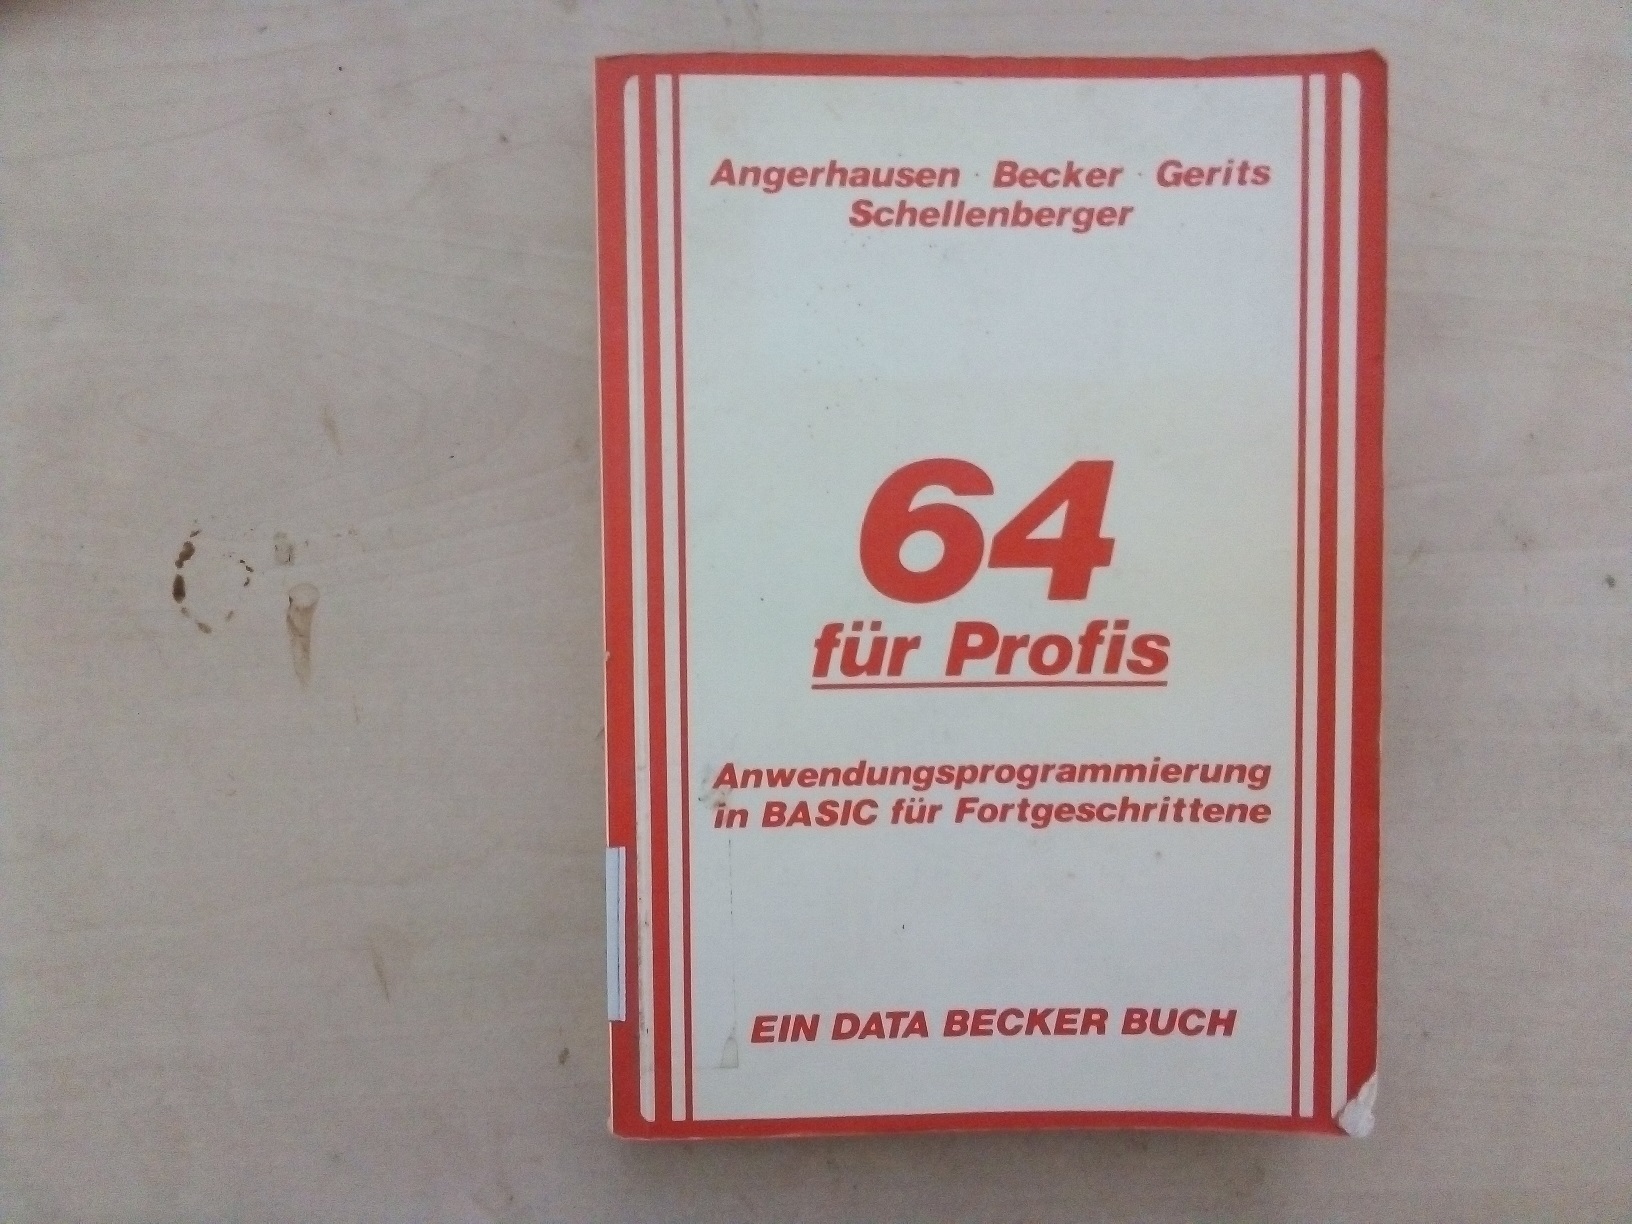 Angerhausen · Becker · Gerits
Schellenberger
64
für Profis
Anwendungsprogrammierung
in BASIC für Fortgeschrittene
EIN DATA BECKER BUCH